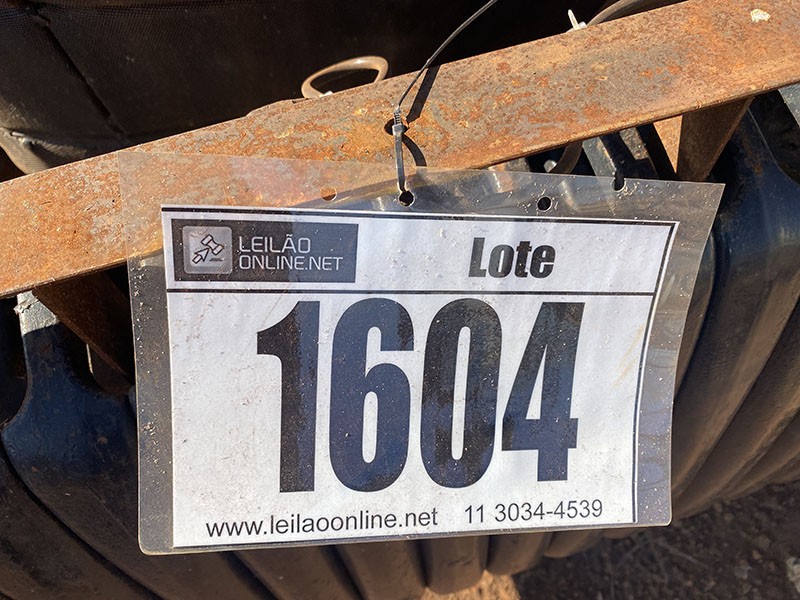 LEILÃO
ONLINE.NET
Lote
1604
www.leilaoonline.net 11 3034-4539